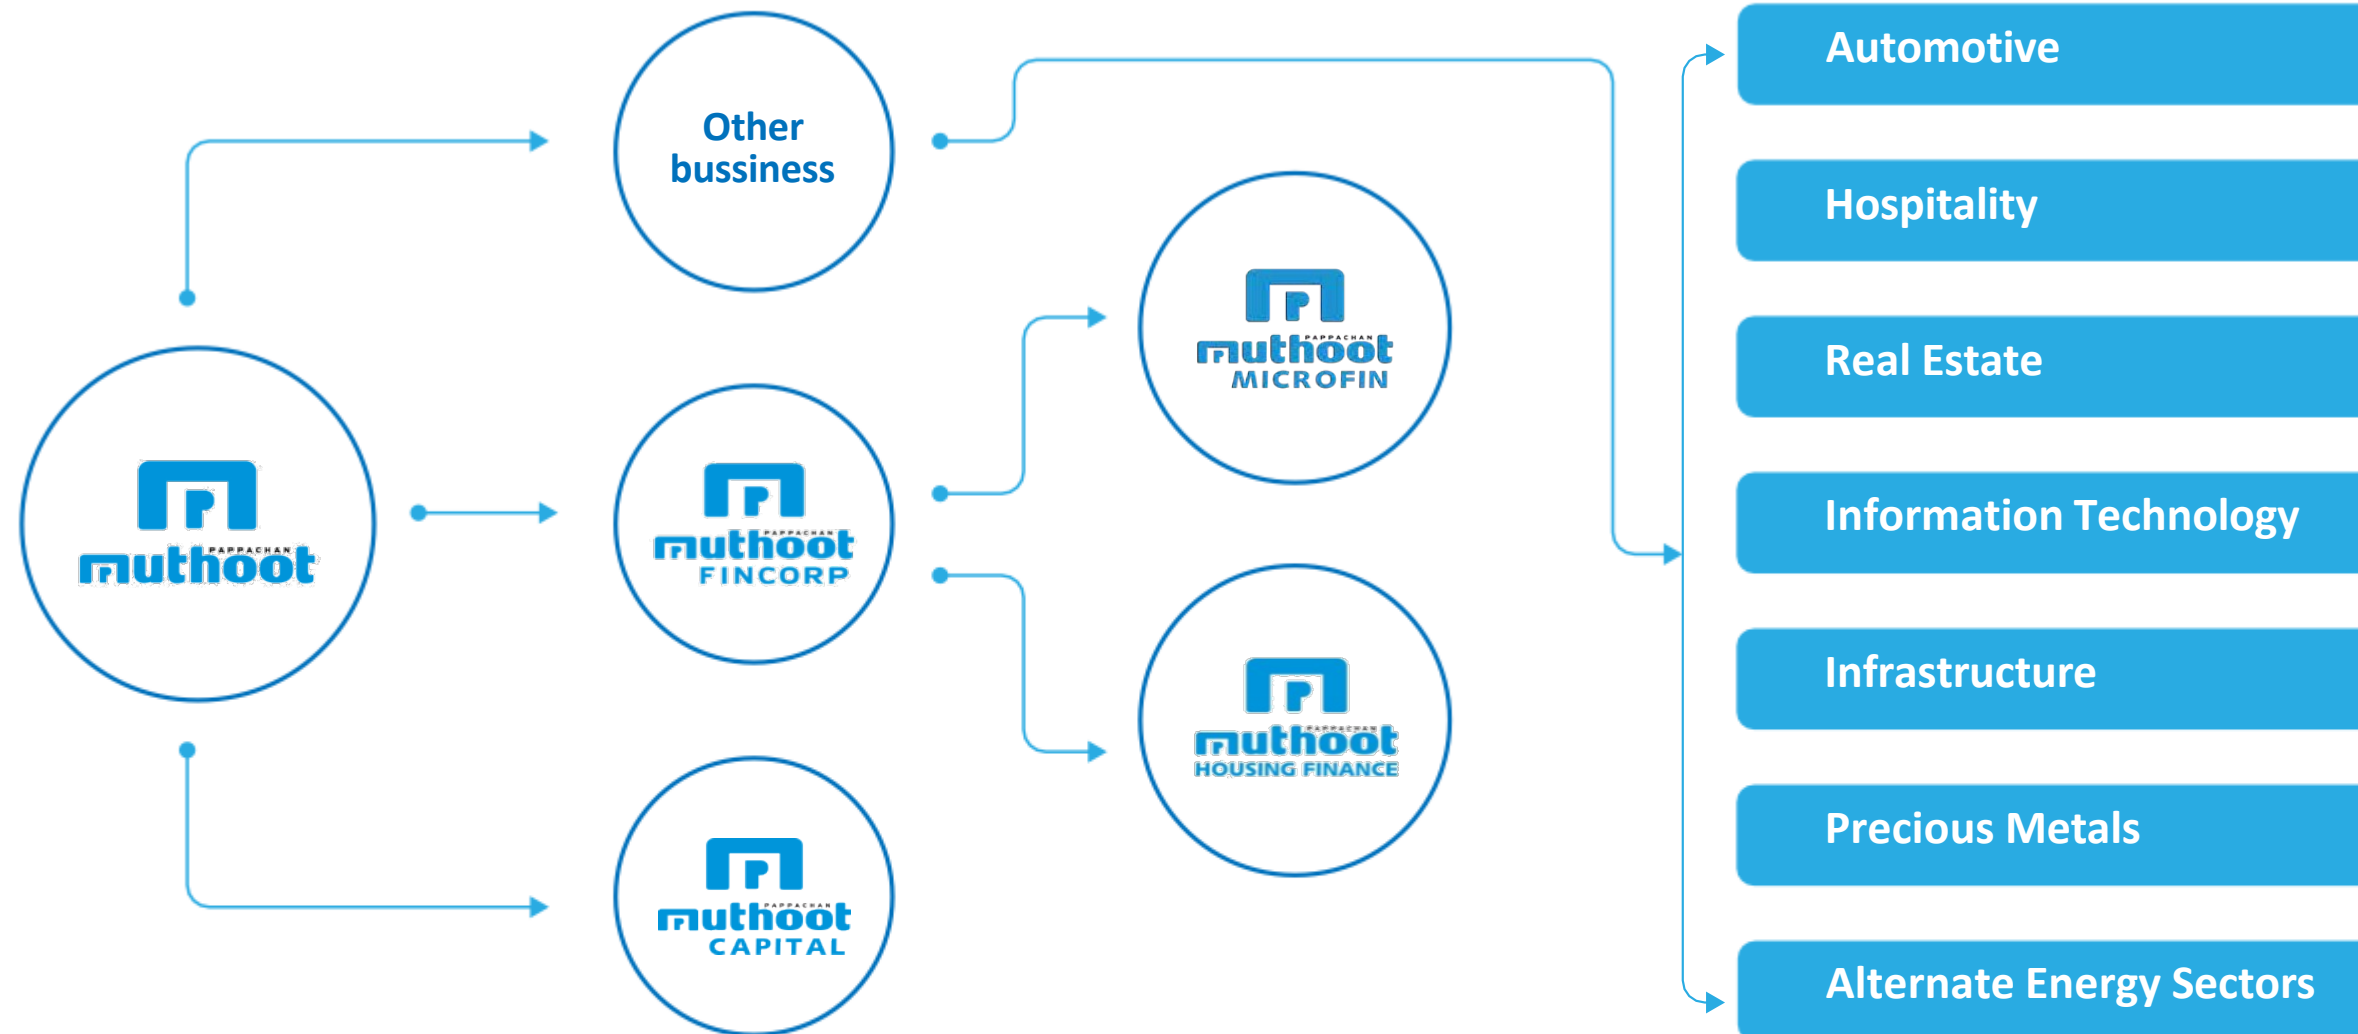 Other
bussiness
PAPPACHAN
muthoot
PAPPACHAN
muthoot
FINCORP
PAPPACHAN
muthoot
CAPITAL
PAPPACHAN
muthoot
MICROFIN
PAPPACHAN
muthoot
HOUSING FINANCE
Automotive
Hospitality
Real Estate
Information Technology
Infrastructure
Precious Metals
Alternate Energy Sectors